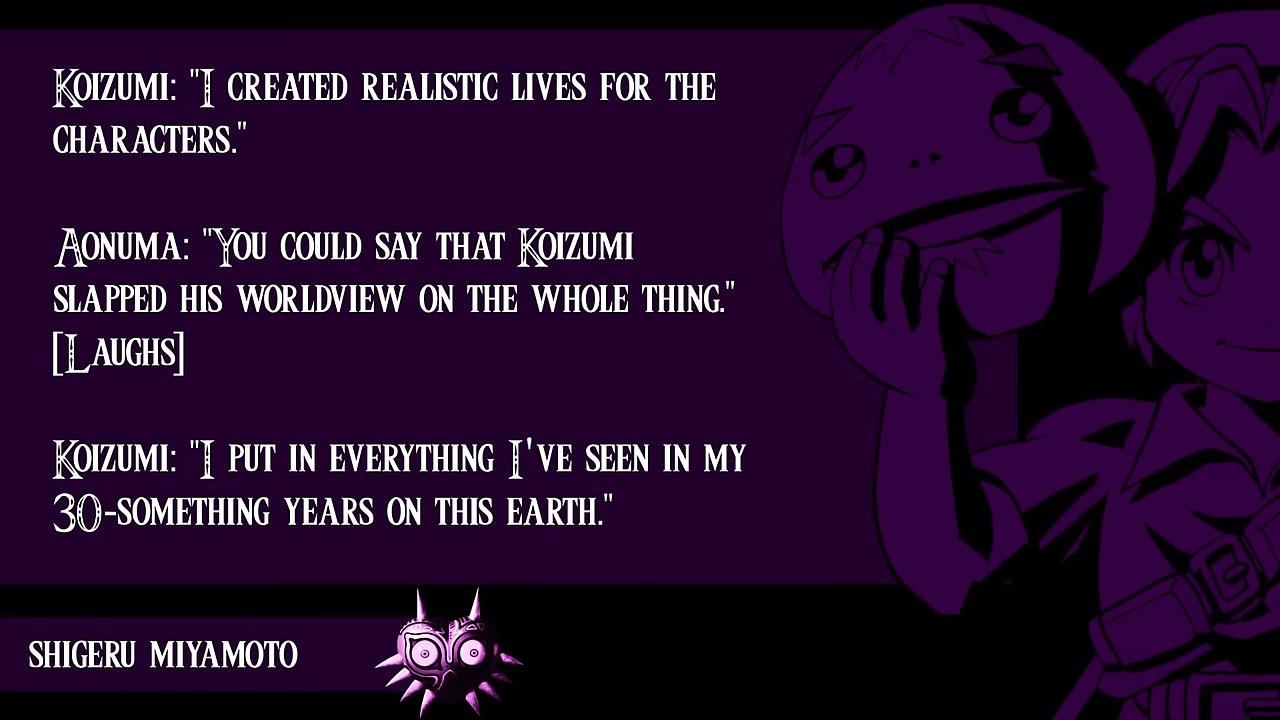 Koizumi: "I created realistic lives for the
characters."
Aonuma: "You could say that Koizumi
slapped his worldview on the whole thing."
[Laughs]
Koizumi: "I put in everything I've seen in my
30-something years on this earth."
Shigeru Miyamoto